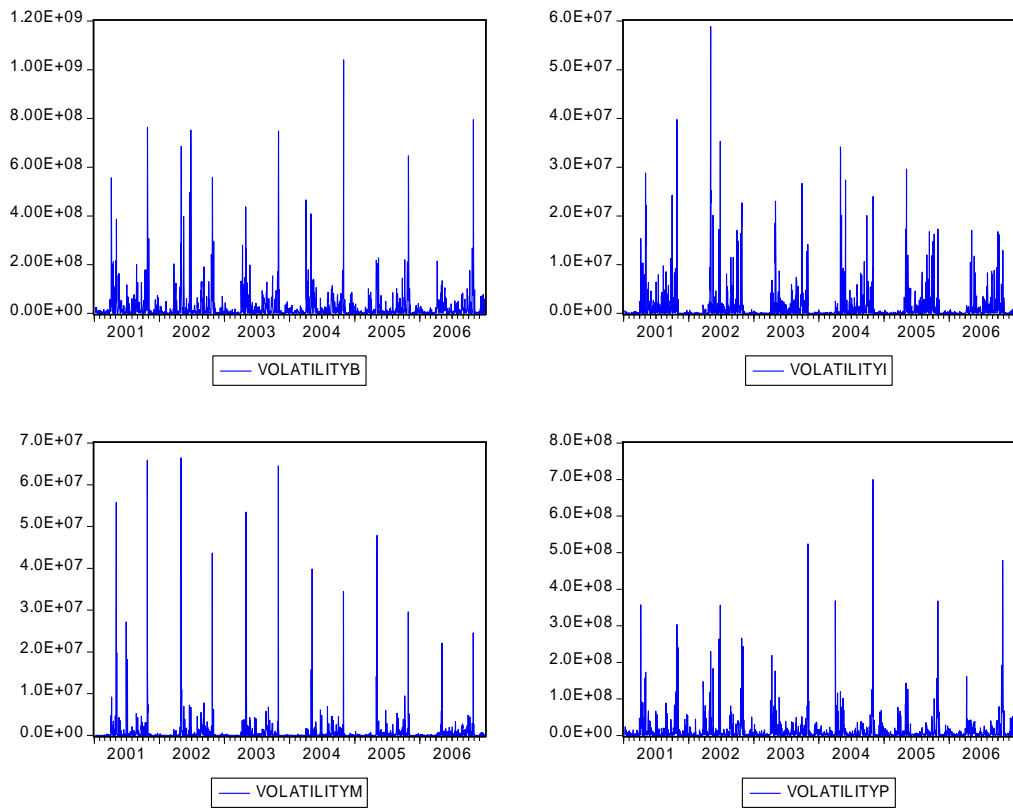 1.20E+09
1.00E+09
8.00E+08
6.00E+08
4.00E+08
2.00E+08
0.00E+00
2001 2002 2003 2004 2005 2006
VOLATILITYB
6.0E+07
5.0E+07
4.0E+07
3.0E+07
2.0E+07
1.0E+07
0.0E+00
2001 2002 2003 2004 2005 2006
VOLATILITYI
7.0E+07
6.0E+07
5.0E+07
4.0E+07
3.0E+07
2.0E+07
1.0E+07
0.0E+00
2001 2002 2003 2004 2005 2006
VOLATILITYM
8.0E+08
7.0E+08
6.0E+08
5.0E+08
4.0E+08
3.0E+08
2.0E+08
1.0E+08
0.0E+00
2001 2002 2003 2004 2005 2006
VOLATILITYP